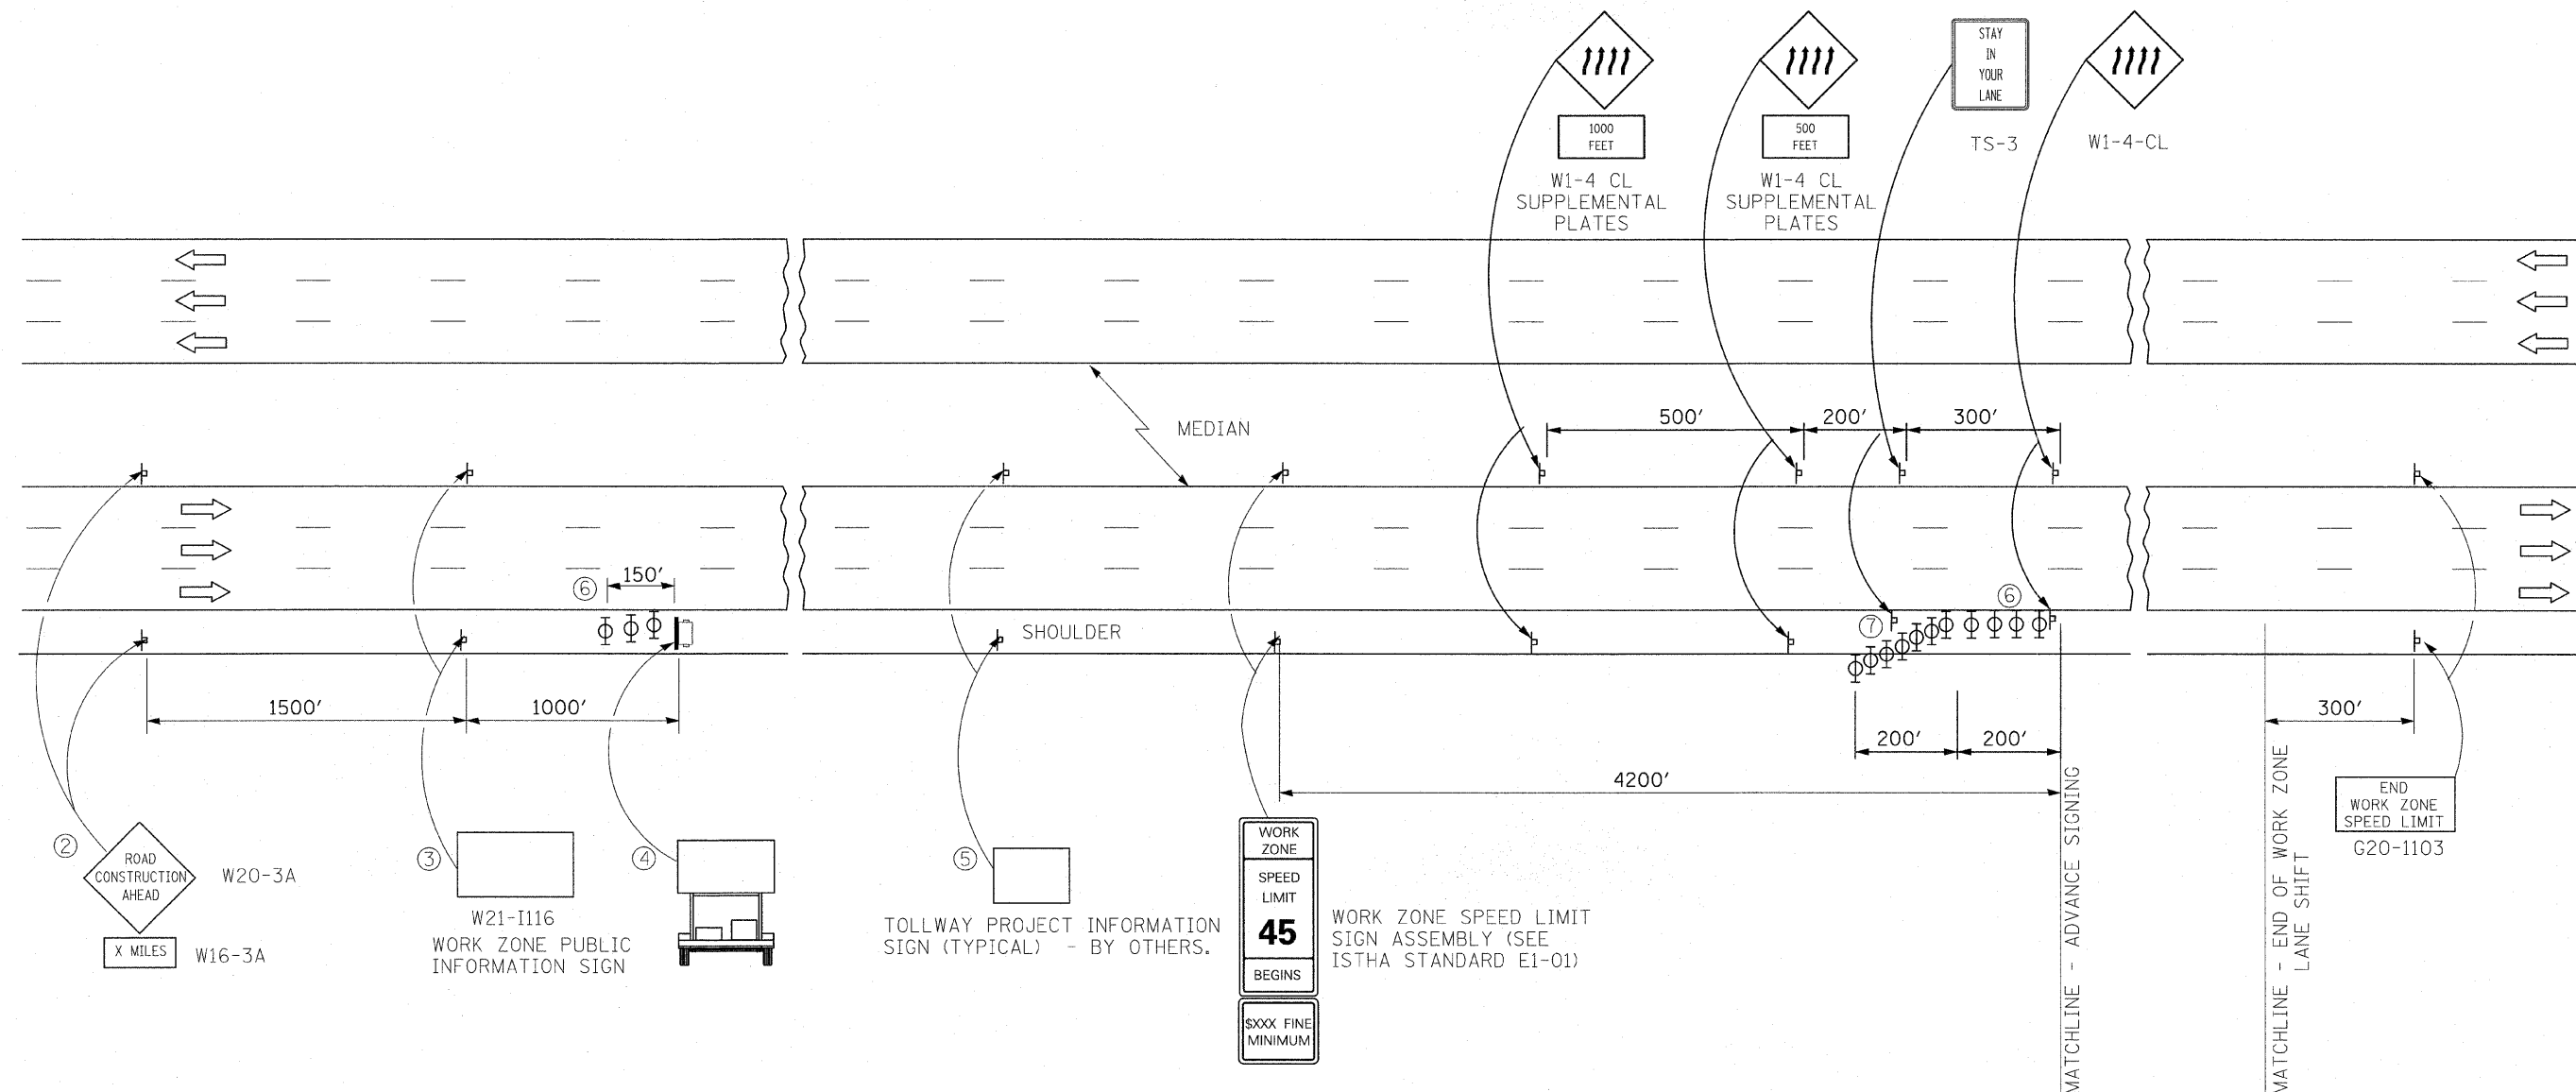 STAY
IN
YOUR
LANE
1000
FEET
500
FEET
TS-3
W1-4-CL
W1-4 CL
SUPPLEMENTAL
PLATES
W1-4 CL
SUPPLEMENTAL
PLATES
MEDIAN
500'
200'
300'
⑥
150'
⑥
⑦
SHOULDER
1500'
1000'
300'
200'
200'
4200'
②
ROAD
CONSTRUCTION
AHEAD
W20-3A
X MILES
W16-3A
③
W21-I116
WORK ZONE PUBLIC
INFORMATION SIGN
④
⑤
TOLLWAY PROJECT INFORMATION
SIGN (TYPICAL) - BY OTHERS.
WORK
ZONE
SPEED
LIMIT
45
BEGINS
$XXX FINE
MINIMUM
WORK ZONE SPEED LIMIT
SIGN ASSEMBLY (SEE
ISTHA STANDARD E1-01)
MATCHLINE - ADVANCE SIGNING
MATCHLINE - END OF WORK ZONE
LANE SHIFT
END
WORK ZONE
SPEED LIMIT
G20-1103